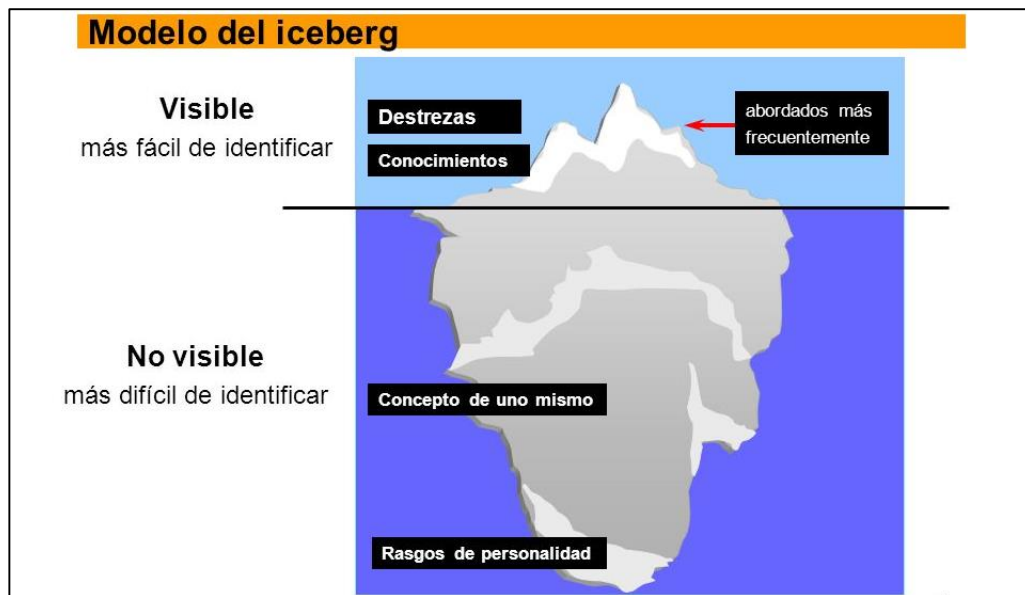 Modelo del iceberg
Visible
más fácil de identificar
Destrezas
Conocimientos
abordados más
frecuentemente
No visible
más difícil de identificar
Concepto de uno mismo
Rasgos de personalidad